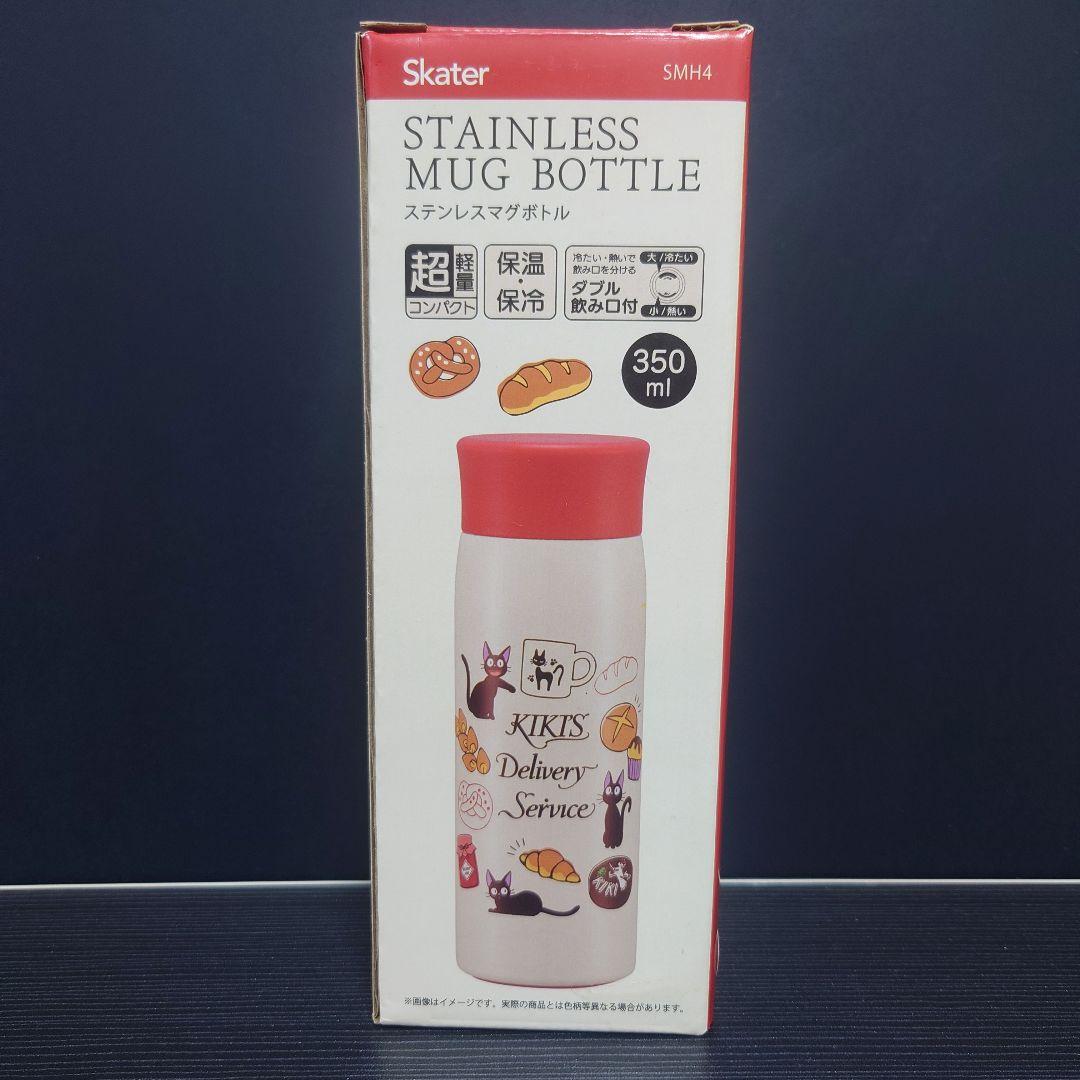 Skater SMH4
STAINLESS
MUG BOTTLE
ステンレスマグボトル
超 軽量
コンパクト
保温
・
保冷
冷たい・熱いで
飲み口を分ける
ダブル
飲み口付
大/冷たい
小/熱い
350
ml
KIKI'S
Delivery
Service
KIKI
※画像はイメージです。実際の商品とは色柄等異なる場合があります。